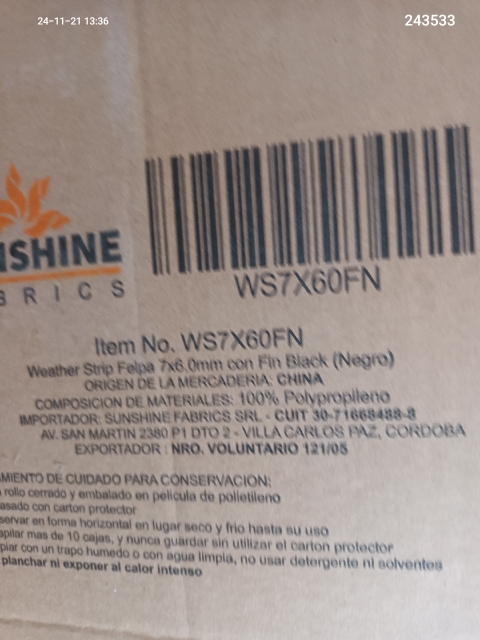 24-11-21 13:36
243533
NSHINE
BRICS
WS7X60FN
Item No. WS7X60FN
Weather Strip Felpa 7x6.0mm con Fin Black (Negro)
ORIGEN DE LA MERCADERIA: CHINA
COMPOSICION DE MATERIALES: 100% Polypropileno
IMPORTADOR: SUNSHINE FABRICS SRL - CUIT 30-71668488-8
AV. SAN MARTIN 2380 P1 DTO 2 - VILLA CARLOS PAZ, CORDOBA
EXPORTADOR : NRO. VOLUNTARIO 121/05
AMIENTO DE CUIDADO PARA CONSERVACION:
rollo cerrado y embalado en pelicula de polietileno
asado con carton protector
servar en forma horizontal en lugar seco y frio hasta su uso
apilar mas de 10 cajas, y nunca guardar sin utilizar el carton protector
piar con un trapo humedo o con agua limpia, no usar detergente ni solventes
planchar ni exponer al calor intenso